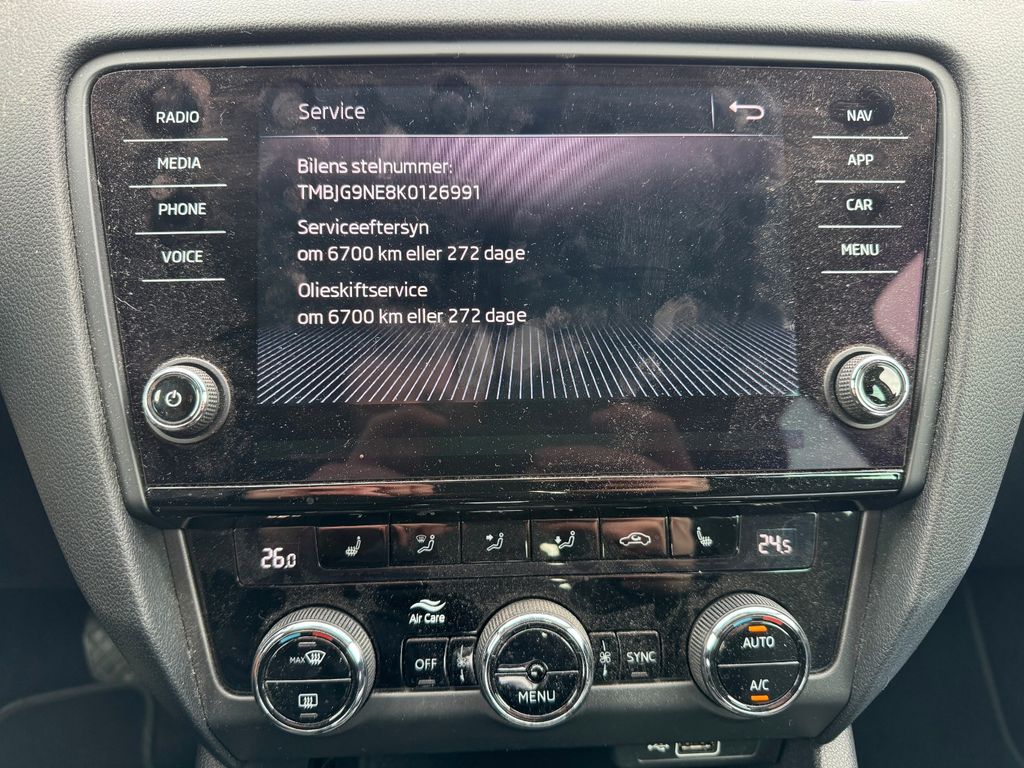 RADIO
MEDIA
PHONE
VOICE
Service
Bilens stelnummer:
TMBJG9NE8K0126991
Serviceeftersyn
om 6700 km eller 272 dage
Olieskiftservice
om 6700 km eller 272 dage
NAV
APP
CAR
MENU
26.0
24.5
Air Care
MAX
OFF
MENU
SYNC
AUTO
A/C